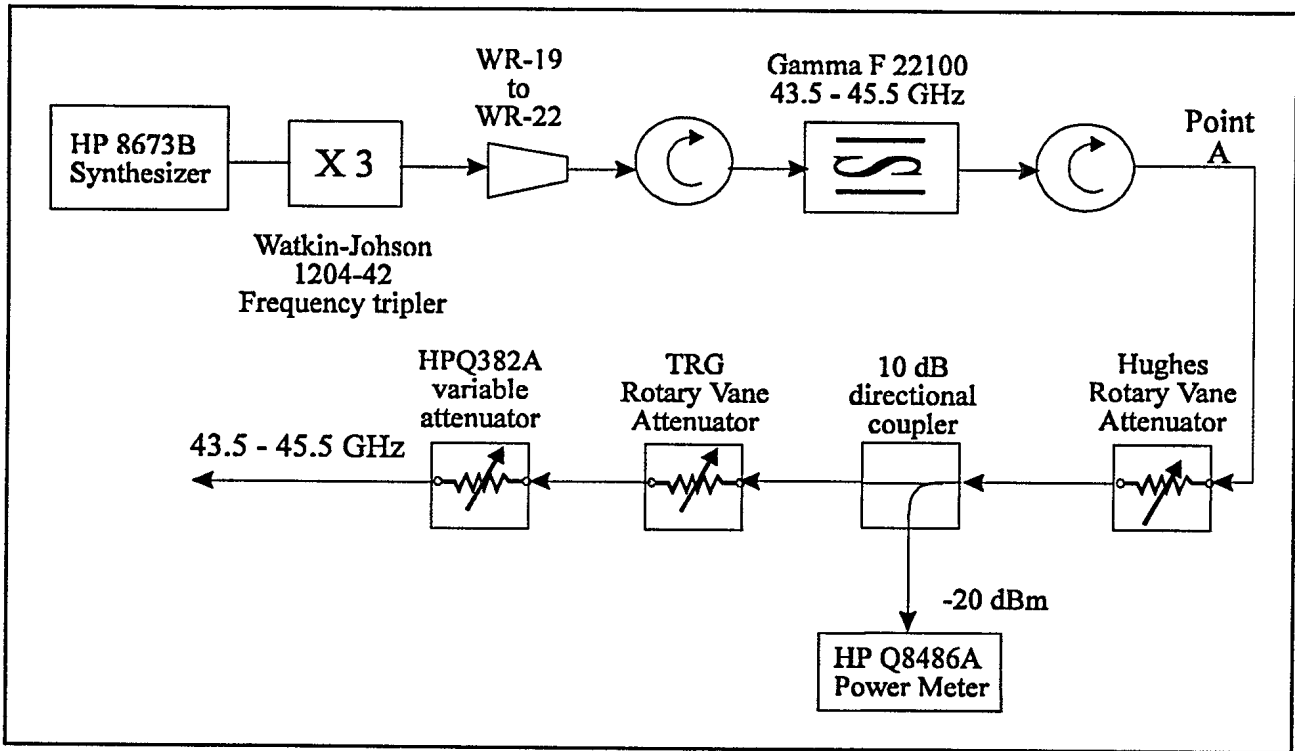 HP 8673B
Synthesizer
X 3
Watkin-Johson
1204-42
Frequency tripler
WR-19
to
WR-22
Gamma F 22100
43.5 - 45.5 GHz
Point
A
Hughes
Rotary Vane
Attenuator
10 dB
directional
coupler
-20 dBm
HP Q8486A
Power Meter
TRG
Rotary Vane
Attenuator
HPQ382A
variable
attenuator
43.5 - 45.5 GHz